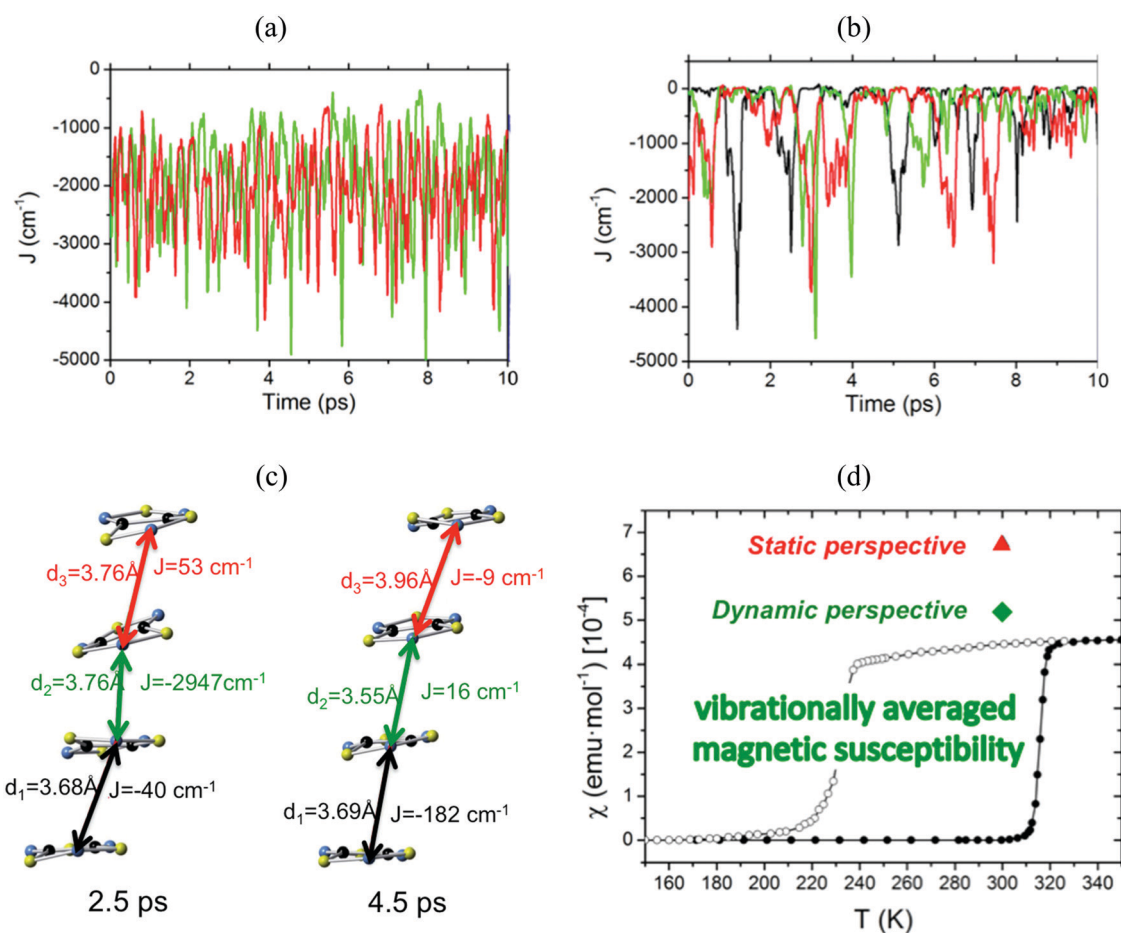 (a)
0
-1000
-2000
-3000
-4000
-5000
J (cm⁻¹)
0 2 4 6 8 10
Time (ps)
(b)
0
-1000
-2000
-3000
-4000
-5000
J (cm⁻¹)
0 2 4 6 8 10
Time (ps)
(c)
d₃=3.76Å J=53 cm⁻¹
d₂=3.76Å J=-2947cm⁻¹
d₁=3.68Å J=-40 cm⁻¹
2.5 ps
d₃=3.96Å J=-9 cm⁻¹
d₂=3.55Å J=16 cm⁻¹
d₁=3.69Å J=-182 cm⁻¹
4.5 ps
(d)
7
6
5
4
3
2
1
0
χ (emu·mol⁻¹) [10⁻⁴]
Static perspective
Dynamic perspective
vibrationally averaged
magnetic susceptibility
160 180 200 220 240 260 280 300 320 340
T (K)